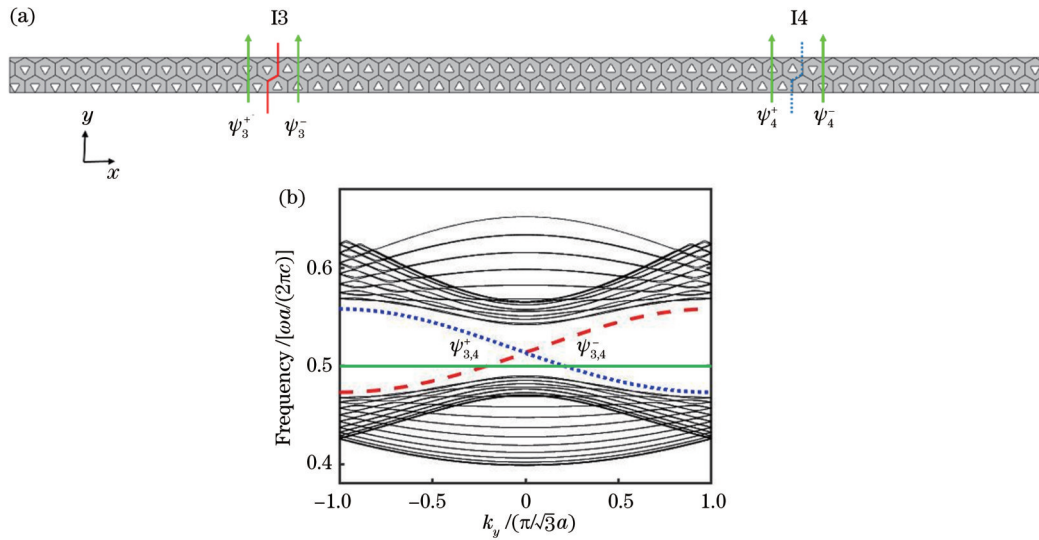 (a)
I3
I4
ψ₃⁺
ψ₃⁻
ψ₄⁺
ψ₄⁻
y
x
(b)
Frequency /[ωa/(2πc)]
0.6
0.5
0.4
ψ₃,₄⁺
ψ₃,₄⁻
−1.0 −0.5 0 0.5 1.0
k_y /(π/√3a)